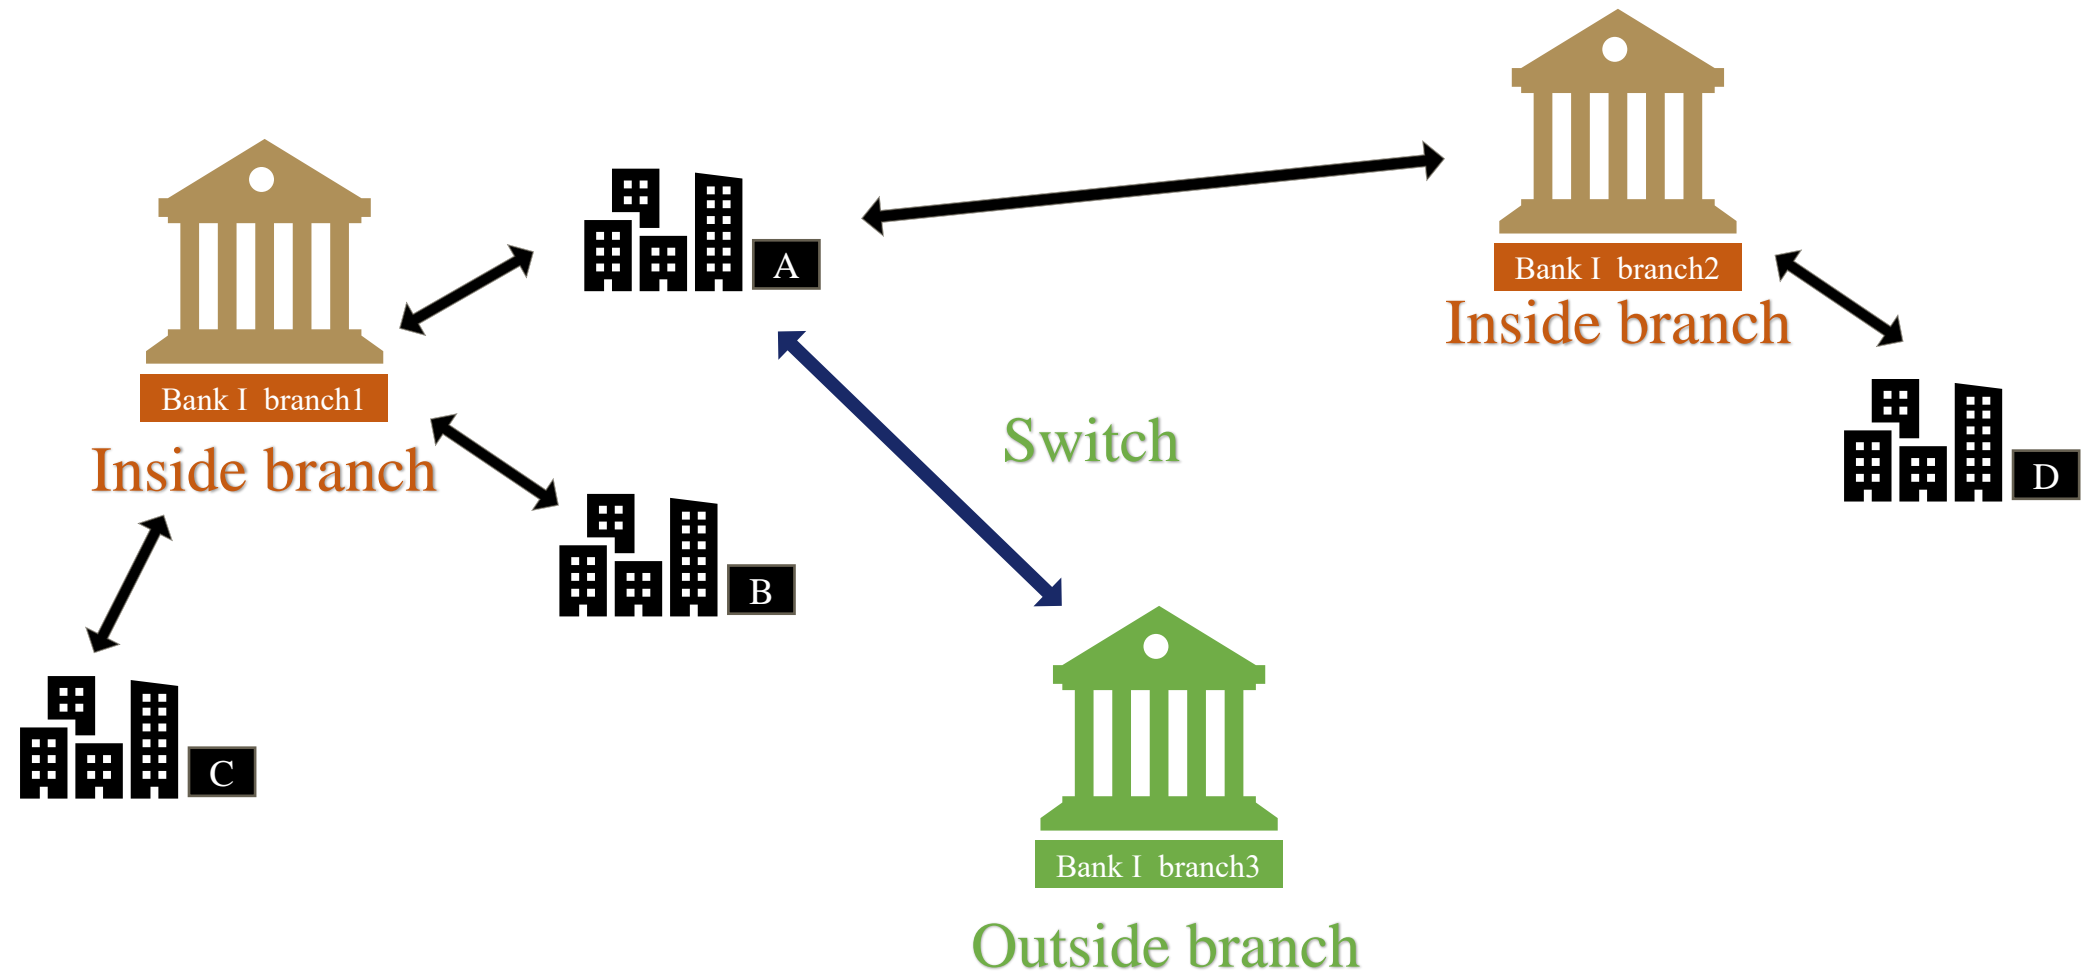 A
Bank I  branch2
Inside branch
Bank I  branch1
Inside branch
Switch
D
B
C
Bank I  branch3
Outside branch